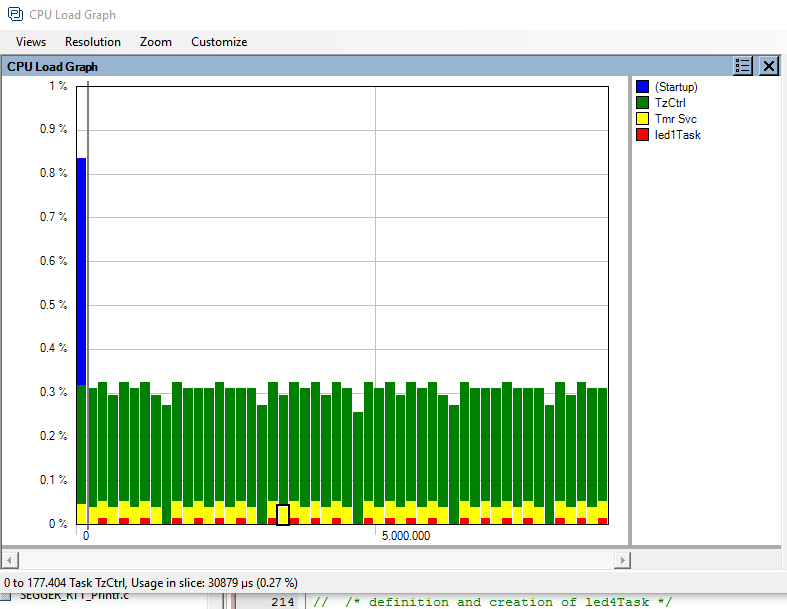 CPU Load Graph
Views Resolution Zoom Customize
CPU Load Graph
1 %
0.9 %
0.8 %
0.7 %
0.6 %
0.5 %
0.4 %
0.3 %
0.2 %
0.1 %
0 %
0 5.000.000
(Startup)
TzCtrl
Tmr Svc
led1Task
0 to 177.404 Task TzCtrl, Usage in slice: 30879 µs (0.27 %)
SEGGER_RTT_Printf.c
214 // /* definition and creation of led4Task */